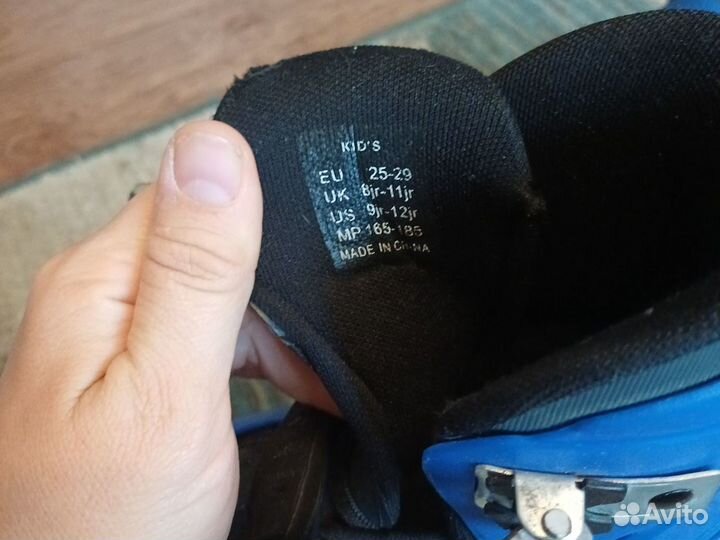 KID'S
EU 25-29
UK 8jr-11jr
US 9jr-12jr
MP 165-185
MADE IN CHINA
Avito